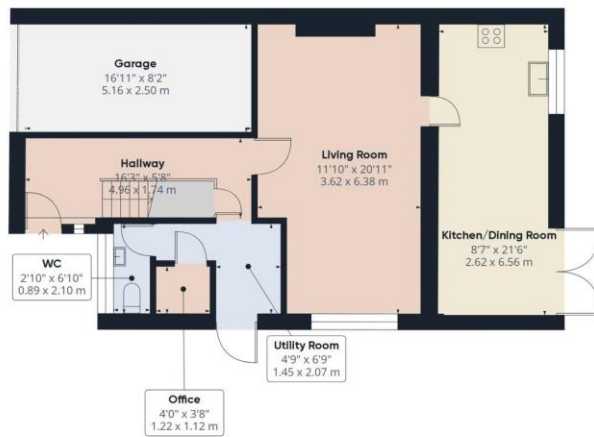 Garage
16'11" x 8'2"
5.16 x 2.50 m
Hallway
16'3" x 5'8"
4.96 x 1.74 m
Living Room
11'10" x 20'11"
3.62 x 6.38 m
Kitchen/Dining Room
8'7" x 21'6"
2.62 x 6.56 m
WC
2'10" x 6'10"
0.89 x 2.10 m
Utility Room
4'9" x 6'9"
1.45 x 2.07 m
Office
4'0" x 3'8"
1.22 x 1.12 m